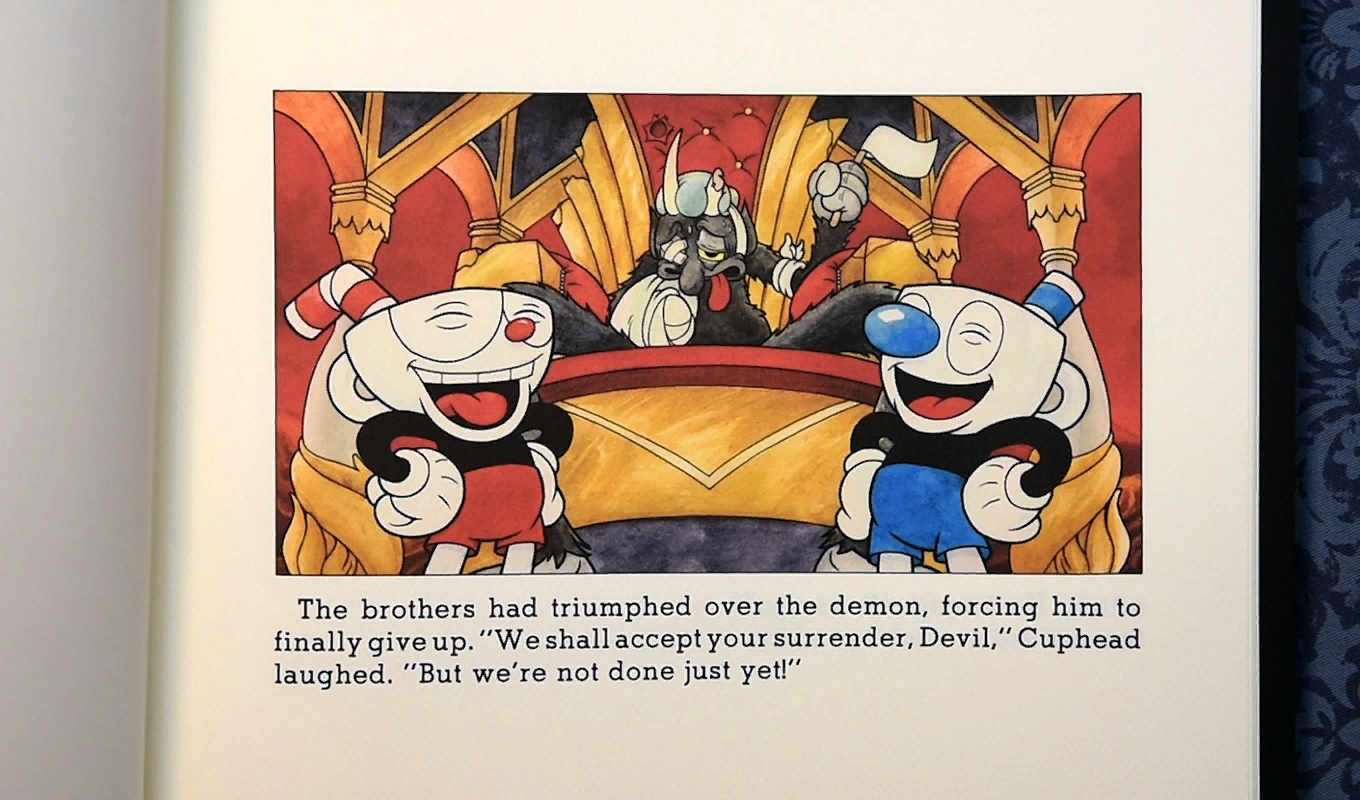 The brothers had triumphed over the demon, forcing him to
finally give up. "We shall accept your surrender, Devil," Cuphead
laughed. "But we're not done just yet!"